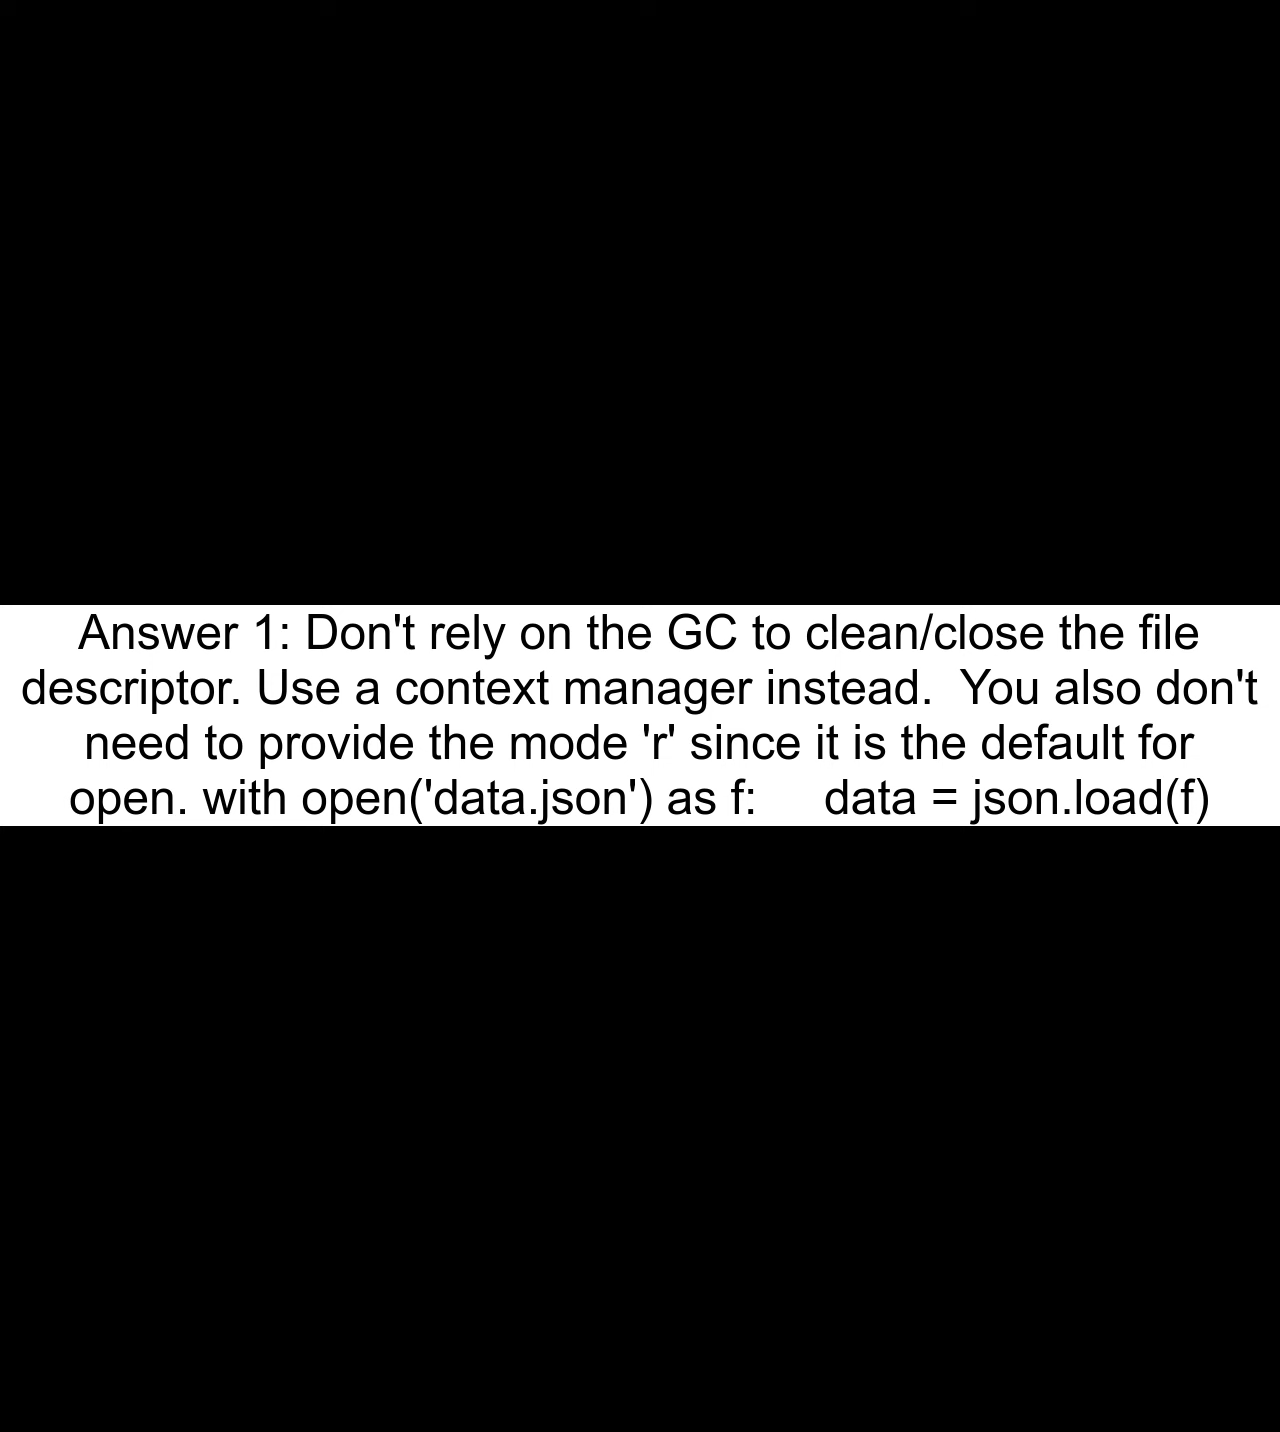 Answer 1: Don't rely on the GC to clean/close the file
descriptor. Use a context manager instead.  You also don't
need to provide the mode 'r' since it is the default for
open. with open('data.json') as f:     data = json.load(f)